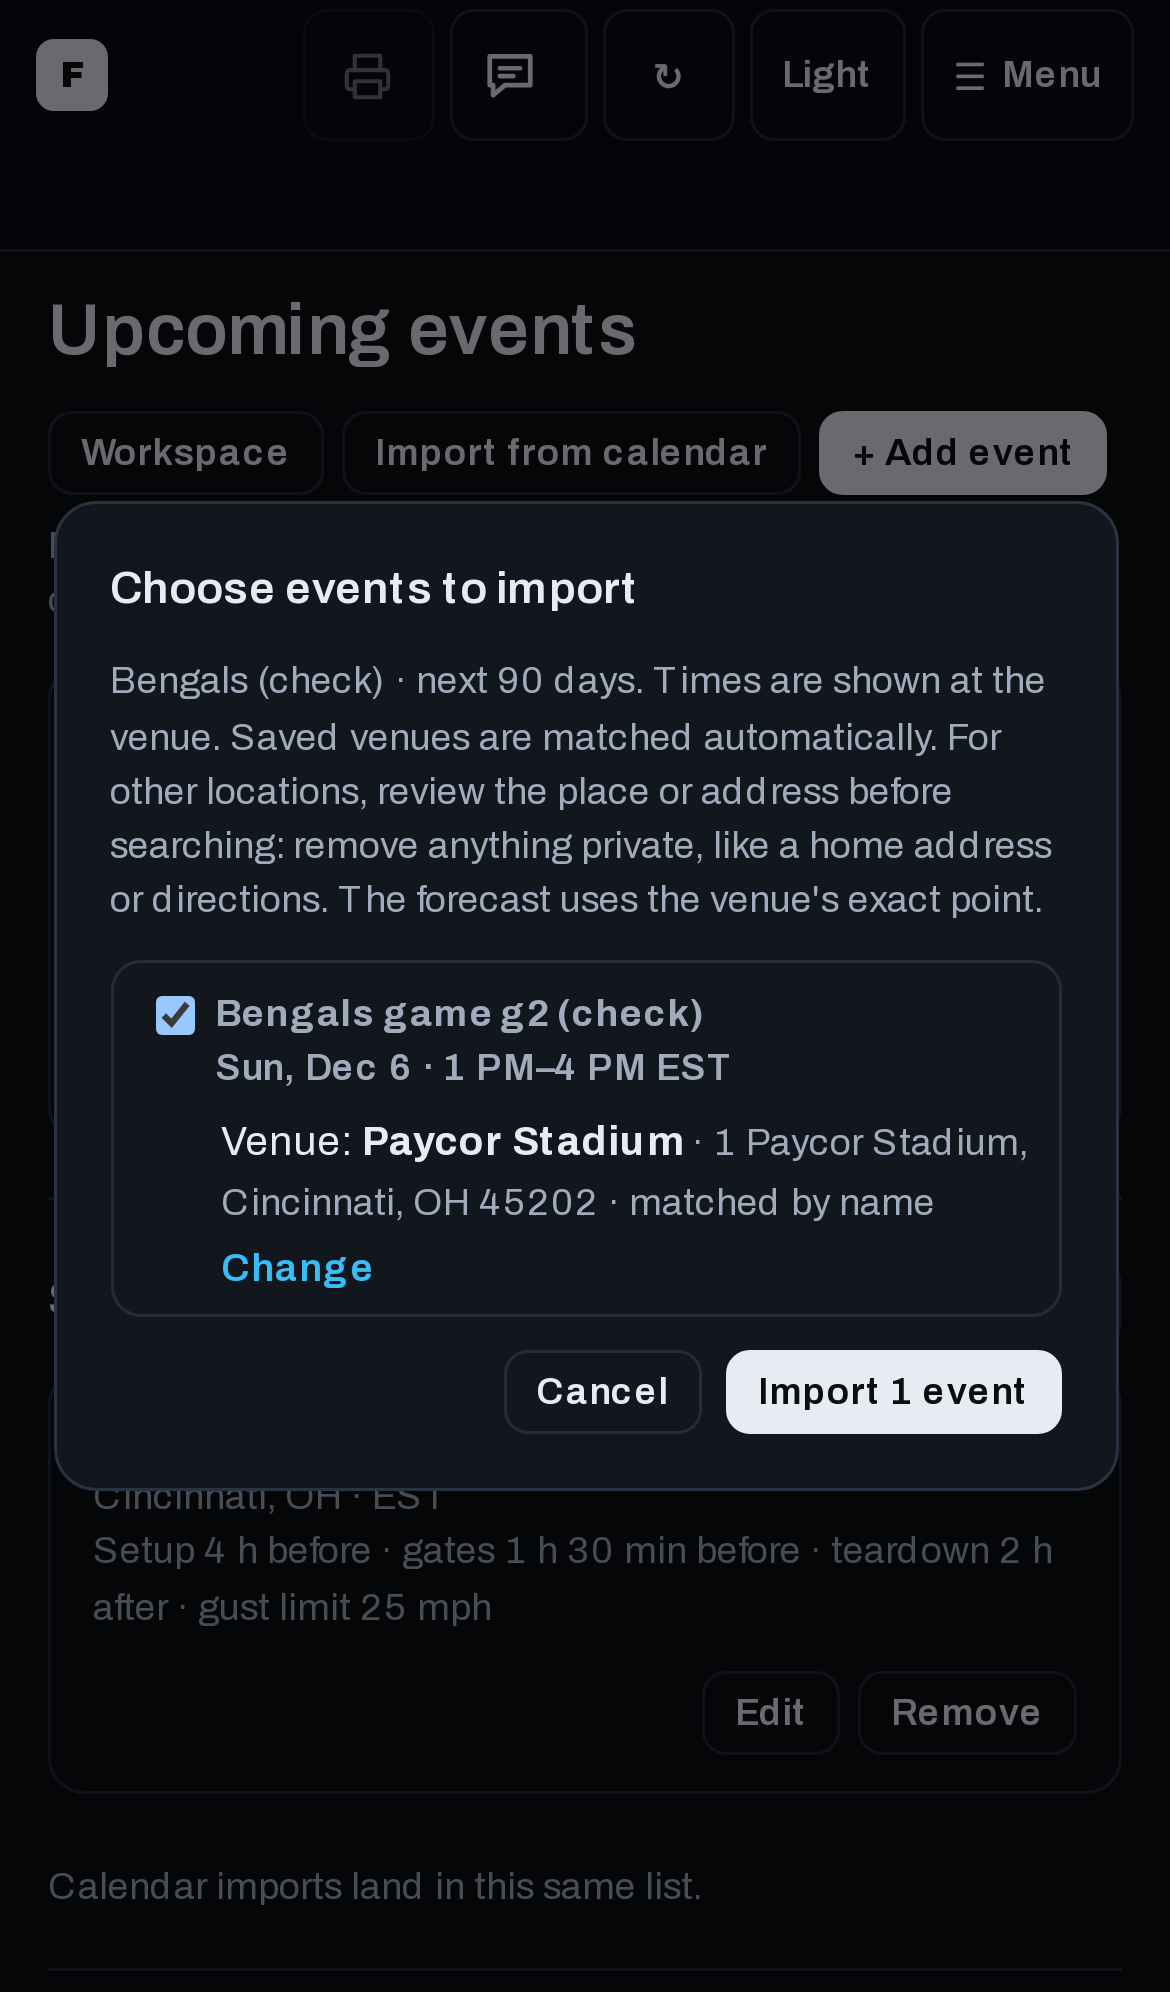 F
↻
Light
☰ Menu
Upcoming events
Workspace
Import from calendar
+ Add event
Choose events to import
Bengals (check) · next 90 days. Times are shown at the
venue. Saved venues are matched automatically. For
other locations, review the place or address before
searching: remove anything private, like a home address
or directions. The forecast uses the venue's exact point.
Bengals game g2 (check)
Sun, Dec 6 · 1 PM–4 PM EST
Venue: Paycor Stadium · 1 Paycor Stadium,
Cincinnati, OH 45202 · matched by name
Change
Cancel
Import 1 event
Cincinnati, OH · EST
Setup 4 h before · gates 1 h 30 min before · teardown 2 h
after · gust limit 25 mph
Edit
Remove
Calendar imports land in this same list.